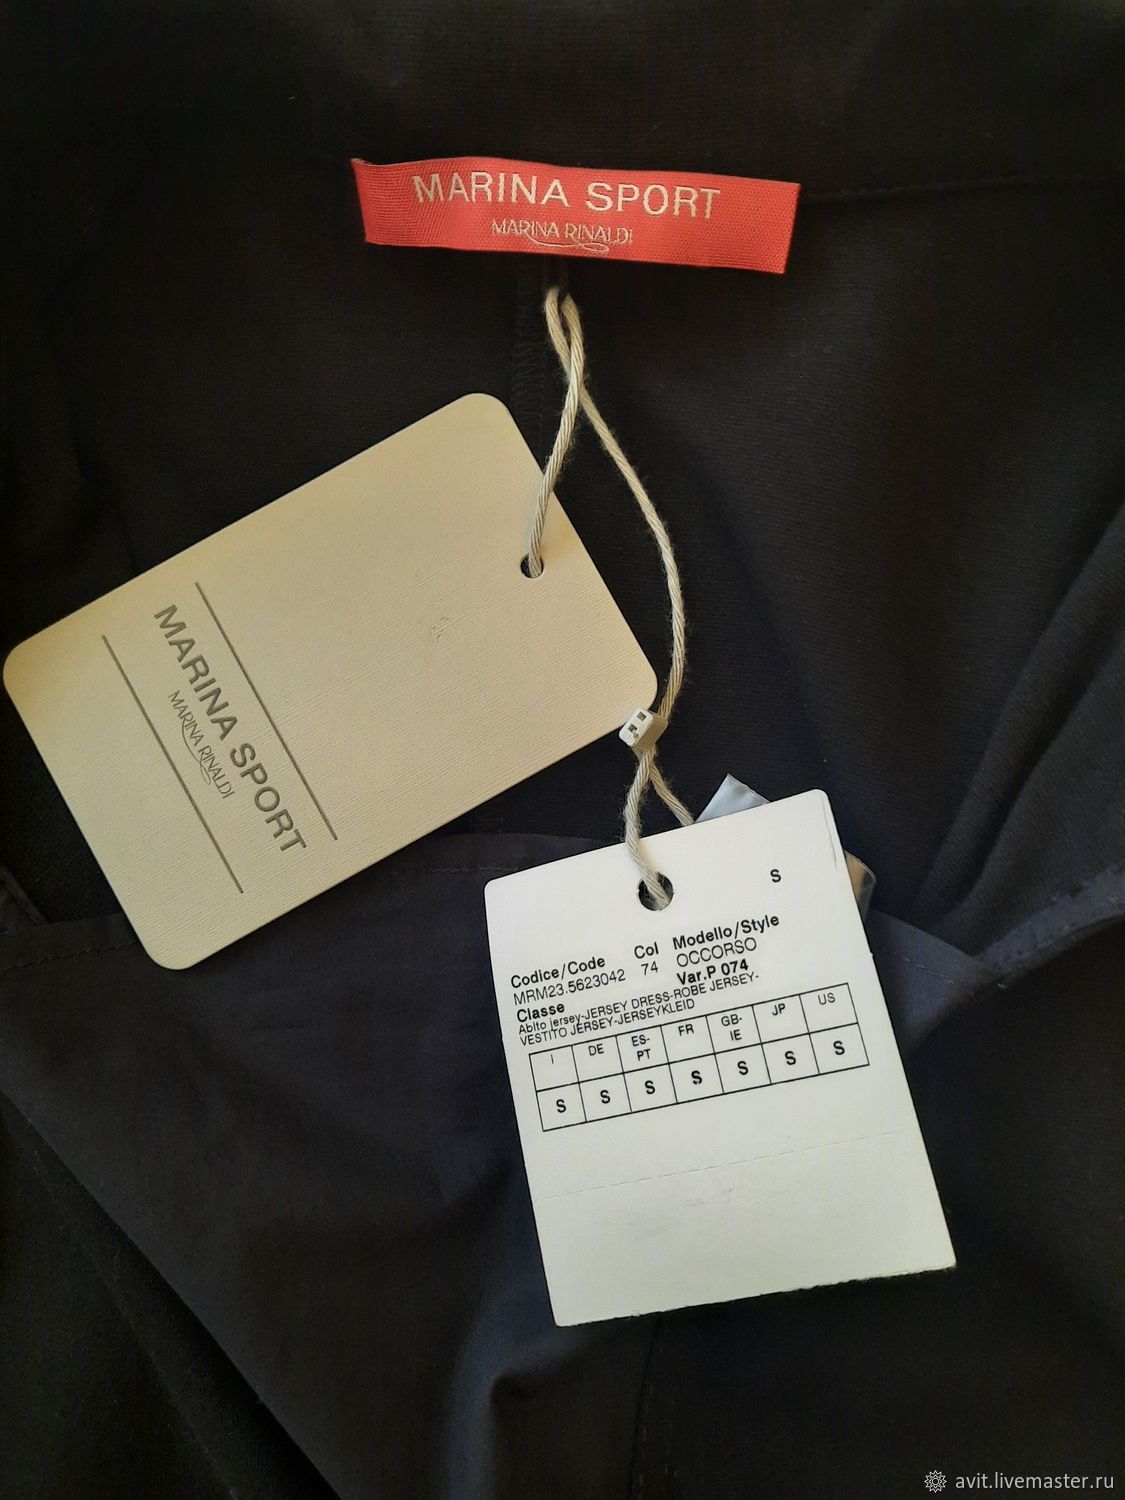 MARINA SPORT
MARINA RINALDI
MARINA SPORT
MARINA RINALDI
S
Codice/Code Col Modello/Style
MRM23.5623042 74 OCCORSO
Classe Var.P 074
Abito jersey-JERSEY DRESS-ROBE JERSEY-
VESTITO JERSEY-JERSEYKLEID
I DE ES-PT FR GB-IE JP US
S S S S S S S
avit.livemaster.ru